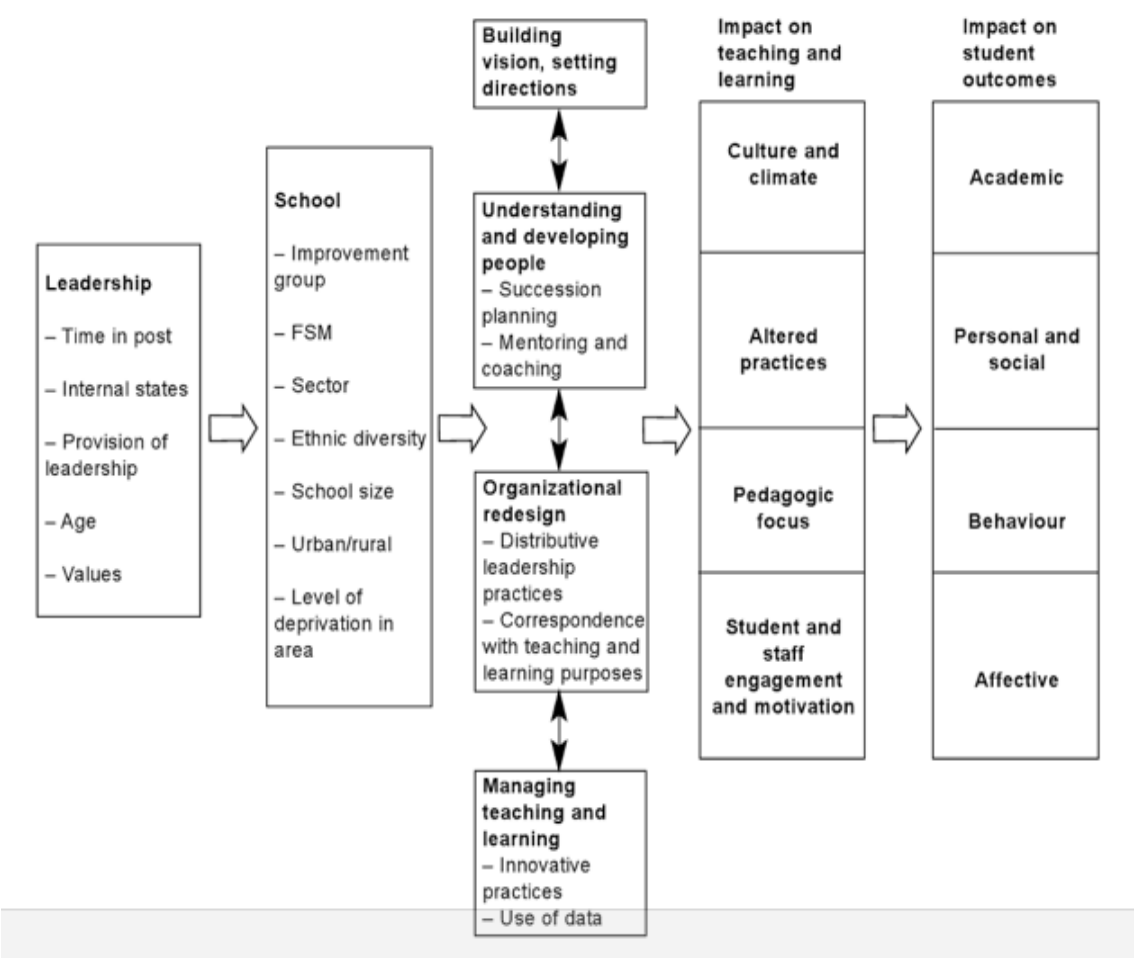 Leadership
– Time in post
– Internal states
– Provision of
leadership
– Age
– Values
School
– Improvement
group
– FSM
– Sector
– Ethnic diversity
– School size
– Urban/rural
– Level of
deprivation in
area
Building
vision, setting
directions
Understanding
and developing
people
– Succession
planning
– Mentoring and
coaching
Organizational
redesign
– Distributive
leadership
practices
– Correspondence
with teaching and
learning purposes
Managing
teaching and
learning
– Innovative
practices
– Use of data
Impact on
teaching and
learning
Culture and
climate
Altered
practices
Pedagogic
focus
Student and
staff
engagement
and motivation
Impact on
student
outcomes
Academic
Personal and
social
Behaviour
Affective